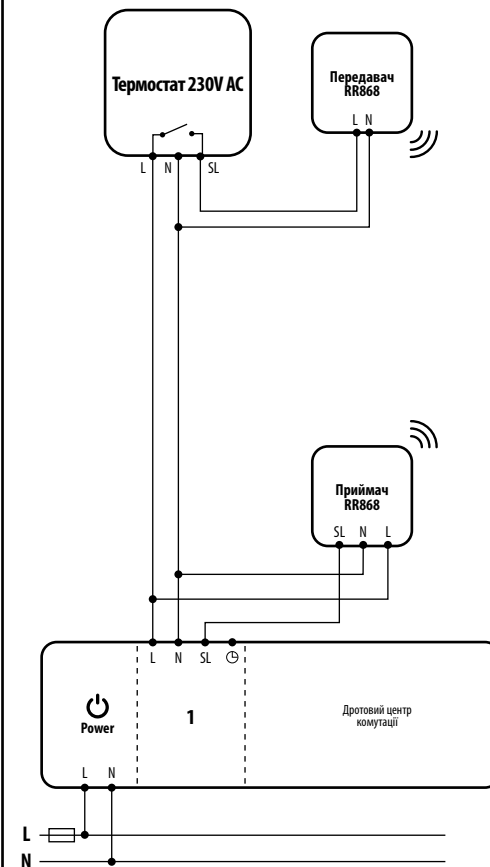 Термостат 230V AC
Передавач
RR868
L N
L N SL
Приймач
RR868
SL N L
L N SL
Power
1
Дротовий центр
комутації
L N
L
N